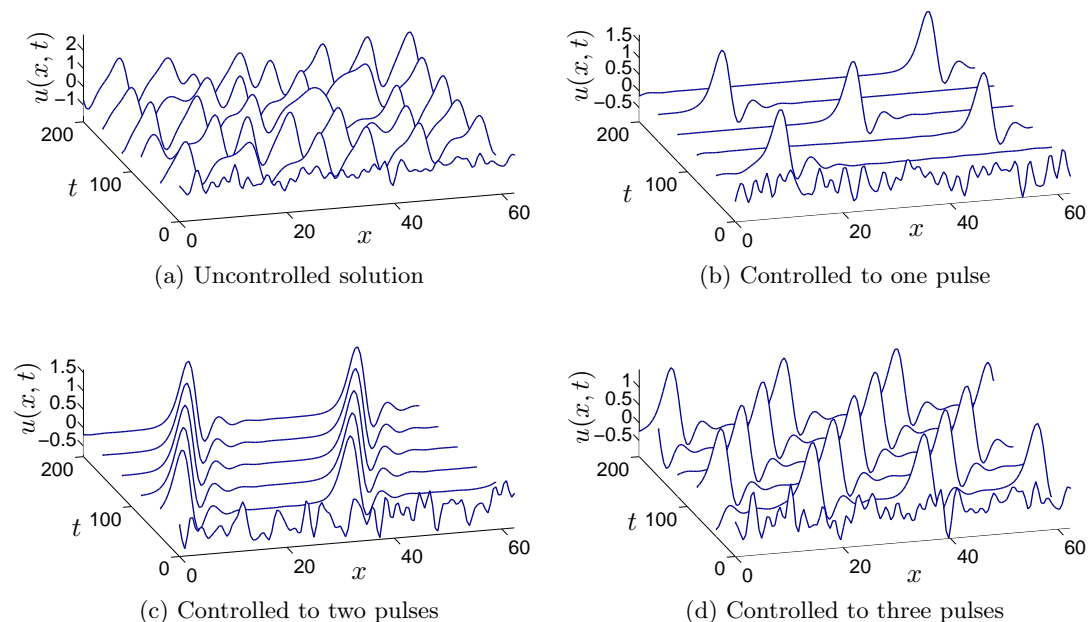 u(x, t)
2
1
0
−1
200
100
0
t
0
20
40
60
x
(a) Uncontrolled solution
u(x, t)
1.5
1
0.5
0
−0.5
200
100
0
t
0
20
40
60
x
(b) Controlled to one pulse
u(x, t)
1.5
1
0.5
0
−0.5
200
100
0
t
0
20
40
60
x
(c) Controlled to two pulses
u(x, t)
1
0.5
0
−0.5
200
100
0
t
0
20
40
60
x
(d) Controlled to three pulses